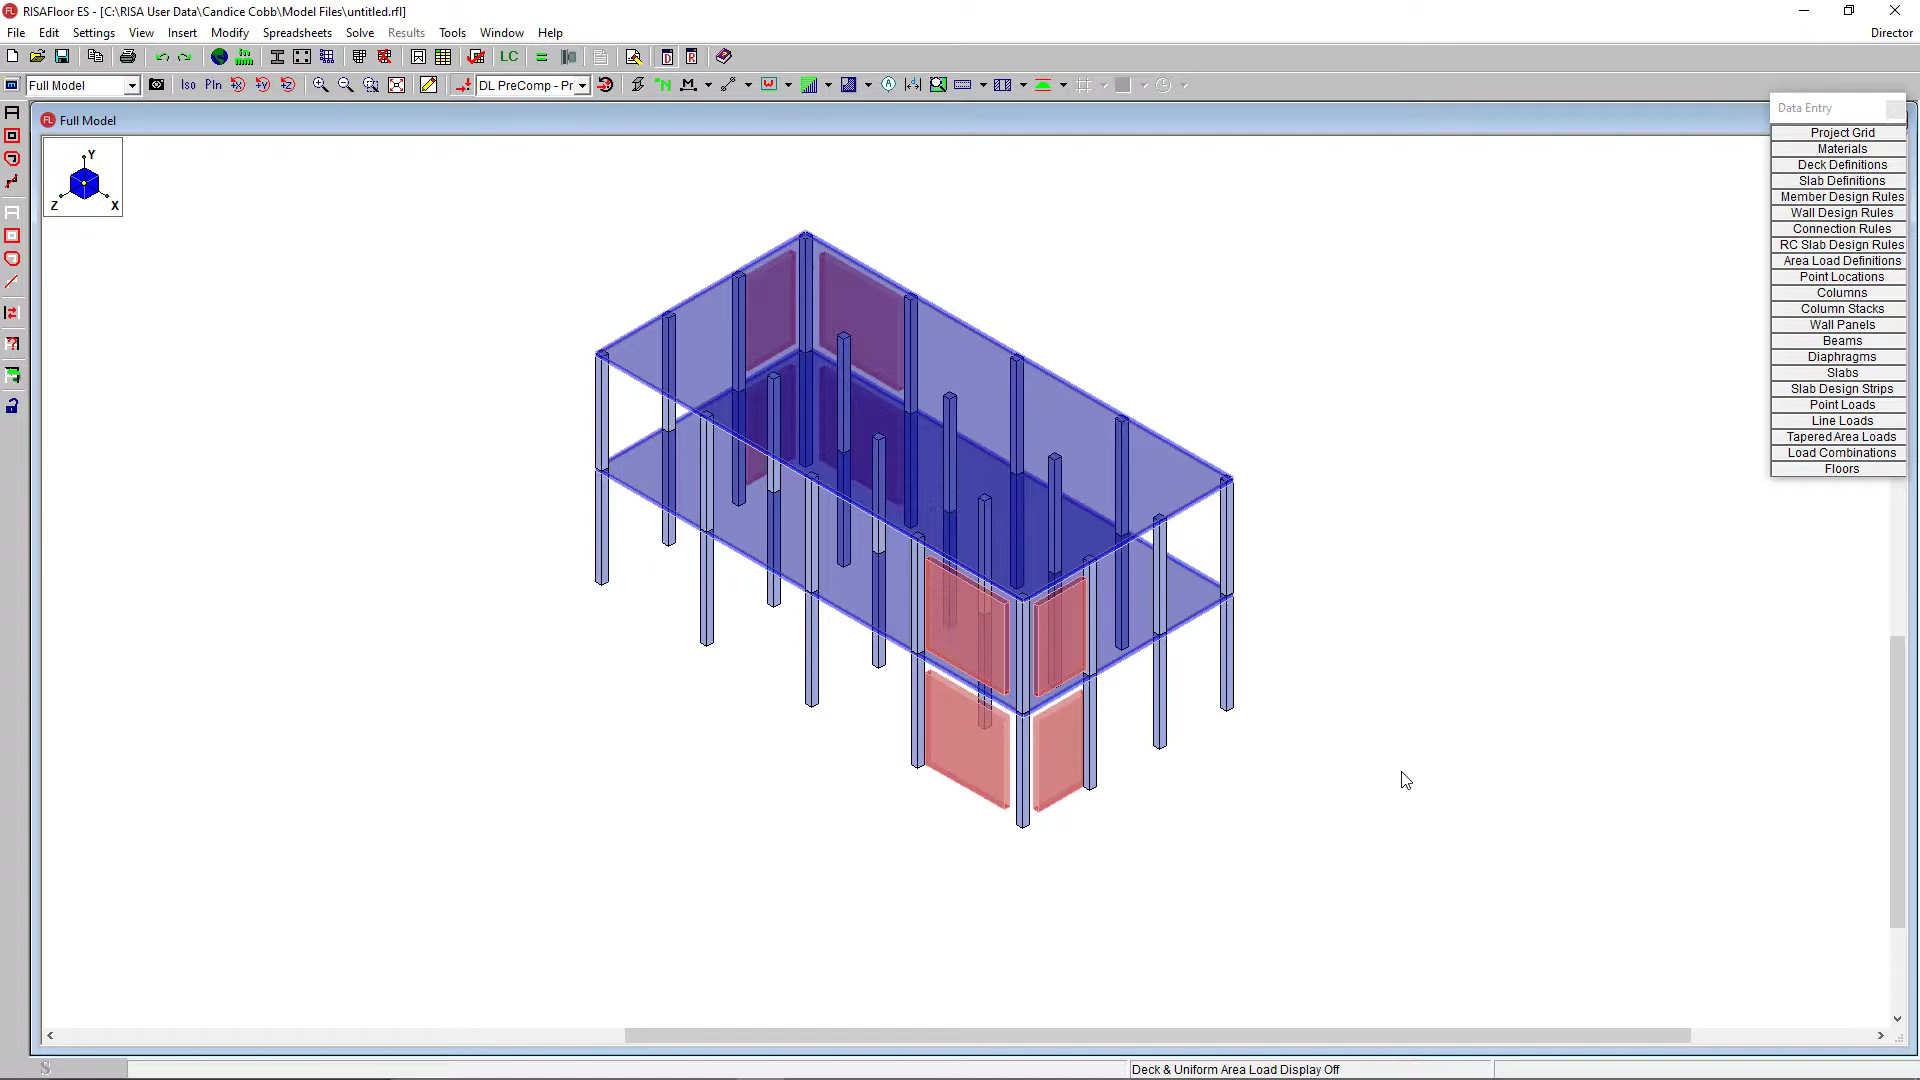 RISAFloor ES - [C:\RISA User Data\Candice Cobb\Model Files\untitled.rfl]
File Edit Settings View Insert Modify Spreadsheets Solve Results Tools Window Help Director
LC D R
Full Model Iso Pln DL PreComp - Pr
Full Model
Y
Z X
Data Entry
Project Grid
Materials
Deck Definitions
Slab Definitions
Member Design Rules
Wall Design Rules
Connection Rules
RC Slab Design Rules
Area Load Definitions
Point Locations
Columns
Column Stacks
Wall Panels
Beams
Diaphragms
Slabs
Slab Design Strips
Point Loads
Line Loads
Tapered Area Loads
Load Combinations
Floors
S Deck & Uniform Area Load Display Off